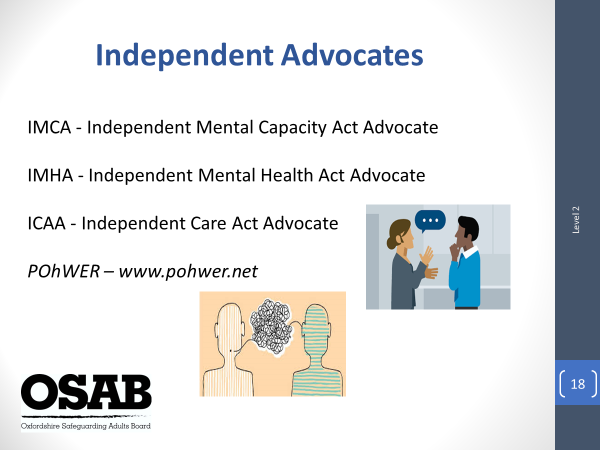 Independent Advocates
IMCA - Independent Mental Capacity Act Advocate
IMHA - Independent Mental Health Act Advocate
ICAA - Independent Care Act Advocate
POhWER – www.pohwer.net
Level 2
18
OSAB
Oxfordshire Safeguarding Adults Board